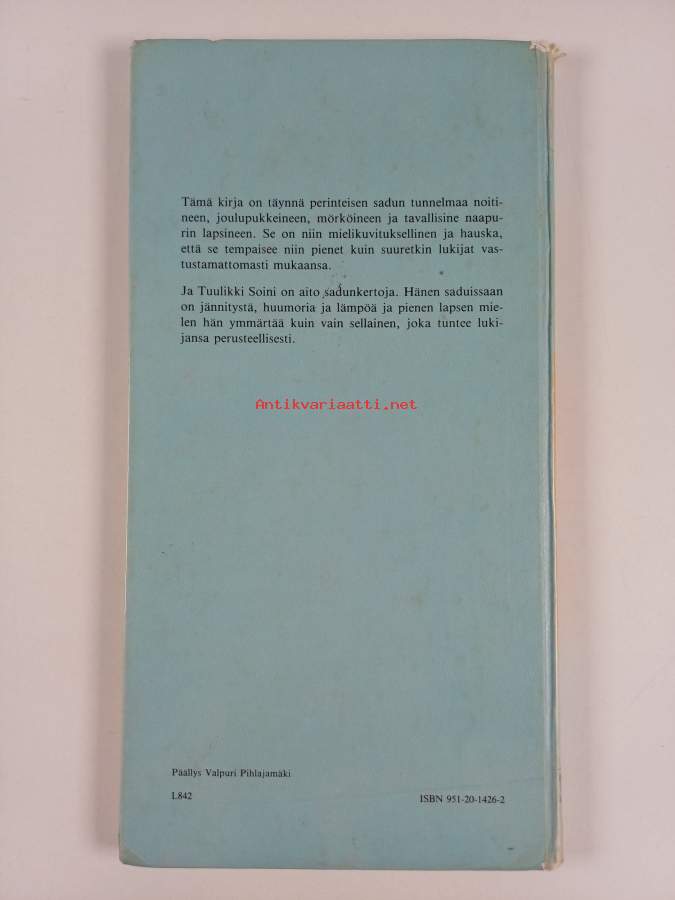 Tämä kirja on täynnä perinteisen sadun tunnelmaa noiti-
neen, joulupukkeineen, mörköineen ja tavallisine naapu-
rin lapsineen. Se on niin mielikuvituksellinen ja hauska,
että se tempaisee niin pienet kuin suuretkin lukijat vas-
tustamattomasti mukaansa.
Ja Tuulikki Soini on aito sadunkertoja. Hänen saduissaan
on jännitystä, huumoria ja lämpöä ja pienen lapsen mie-
len hän ymmärtää kuin vain sellainen, joka tuntee luki-
jansa perusteellisesti.
Antikvariaatti.net
Päällys Valpuri Pihlajamäki
L842
ISBN 951-20-1426-2